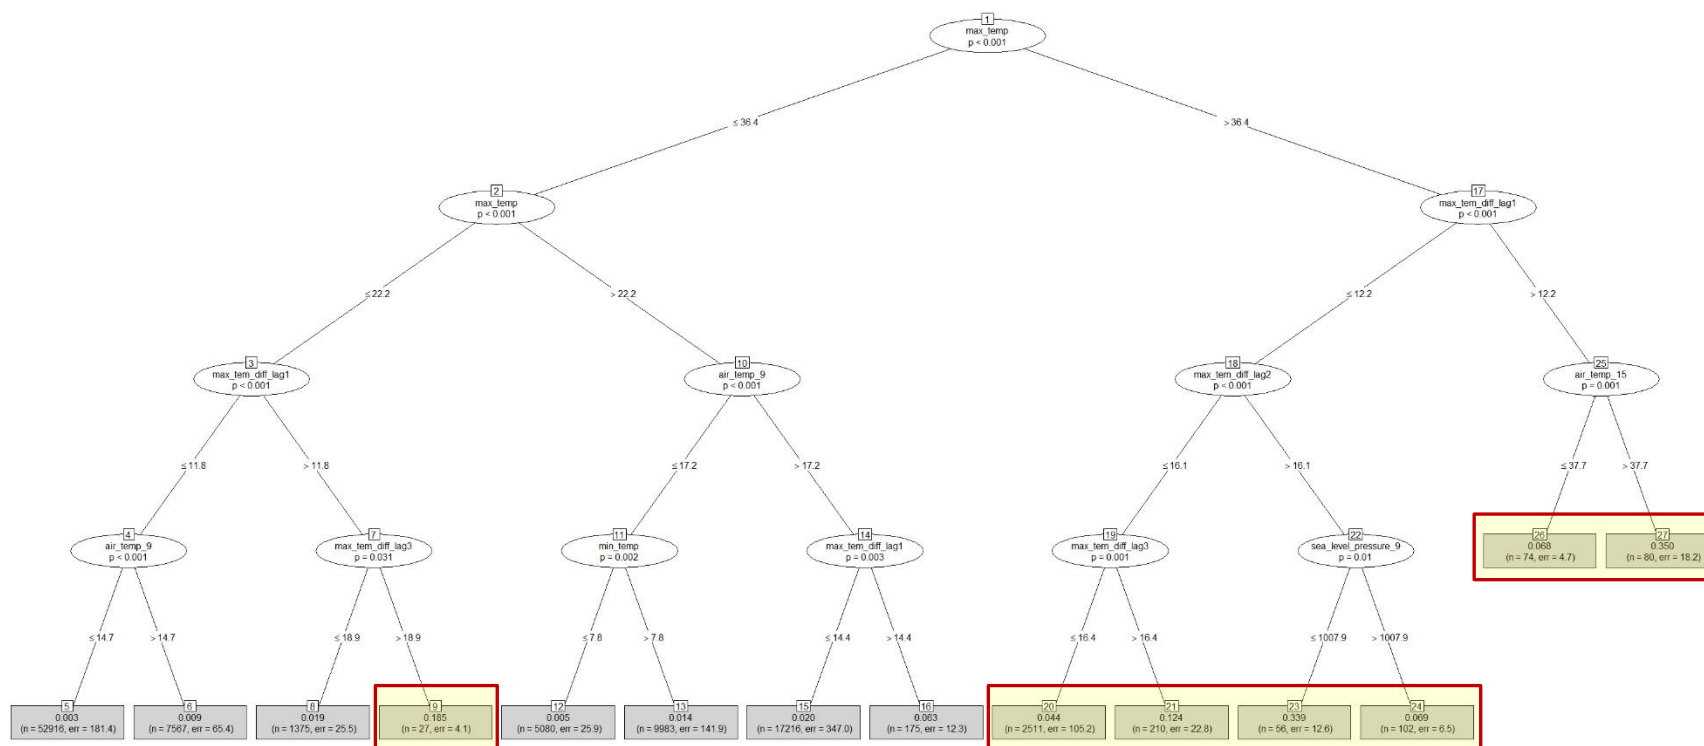 1
max_temp
p < 0.001
≤ 36.4
> 36.4
2
max_temp
p < 0.001
17
max_tem_diff_lag1
p < 0.001
≤ 22.2
> 22.2
≤ 12.2
> 12.2
3
max_tem_diff_lag1
p < 0.001
10
air_temp_9
p < 0.001
18
max_tem_diff_lag2
p < 0.001
25
air_temp_15
p = 0.001
≤ 11.8
> 11.8
≤ 17.2
> 17.2
≤ 16.1
> 16.1
≤ 37.7
> 37.7
4
air_temp_9
p < 0.001
7
max_tem_diff_lag3
p = 0.031
11
min_temp
p = 0.002
14
max_tem_diff_lag1
p = 0.003
19
max_tem_diff_lag3
p = 0.001
22
sea_level_pressure_9
p = 0.01
26
0.068
(n = 74, err = 4.7)
27
0.350
(n = 80, err = 18.2)
≤ 14.7
> 14.7
≤ 18.9
> 18.9
≤ 7.8
> 7.8
≤ 14.4
> 14.4
≤ 16.4
> 16.4
≤ 1007.9
> 1007.9
5
0.003
(n = 52916, err = 181.4)
6
0.009
(n = 7567, err = 65.4)
8
0.019
(n = 1375, err = 25.5)
9
0.185
(n = 27, err = 4.1)
12
0.005
(n = 5080, err = 25.9)
13
0.014
(n = 9983, err = 141.9)
15
0.020
(n = 17216, err = 347.0)
16
0.063
(n = 175, err = 12.3)
20
0.044
(n = 2511, err = 105.2)
21
0.124
(n = 210, err = 22.8)
23
0.339
(n = 56, err = 12.6)
24
0.069
(n = 102, err = 6.5)